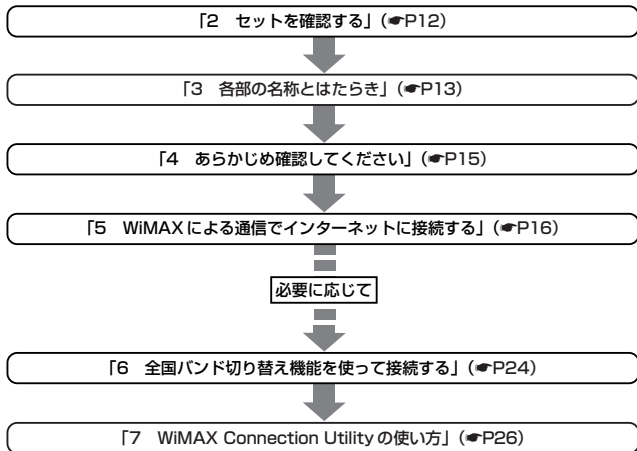 「2　セットを確認する」（☛P12）
「3　各部の名称とはたらき」（☛P13）
「4　あらかじめ確認してください」（☛P15）
「5　WiMAXによる通信でインターネットに接続する」（☛P16）
必要に応じて
「6　全国バンド切り替え機能を使って接続する」（☛P24）
「7　WiMAX Connection Utilityの使い方」（☛P26）